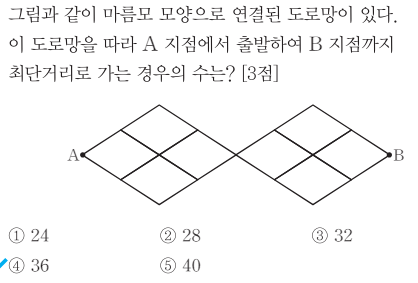 그림과 같이 마름모 모양으로 연결된 도로망이 있다.
이 도로망을 따라 A 지점에서 출발하여 B 지점까지
최단거리로 가는 경우의 수는? [3점]
A B
① 24 ② 28 ③ 32
④ 36 ⑤ 40